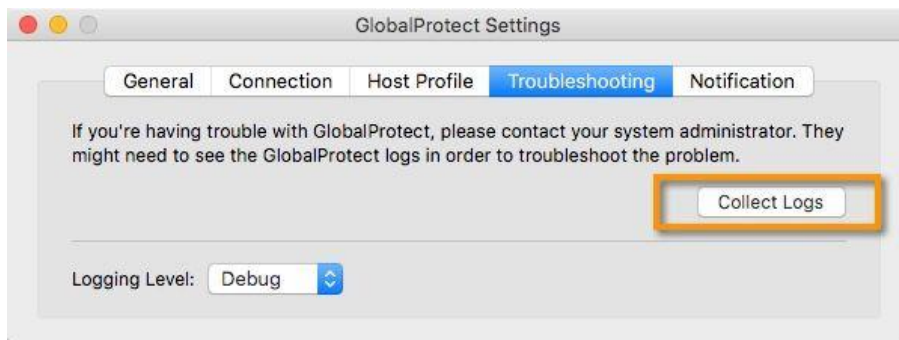 GlobalProtect Settings
General Connection Host Profile Troubleshooting Notification
If you're having trouble with GlobalProtect, please contact your system administrator. They
might need to see the GlobalProtect logs in order to troubleshoot the problem.
Collect Logs
Logging Level: Debug